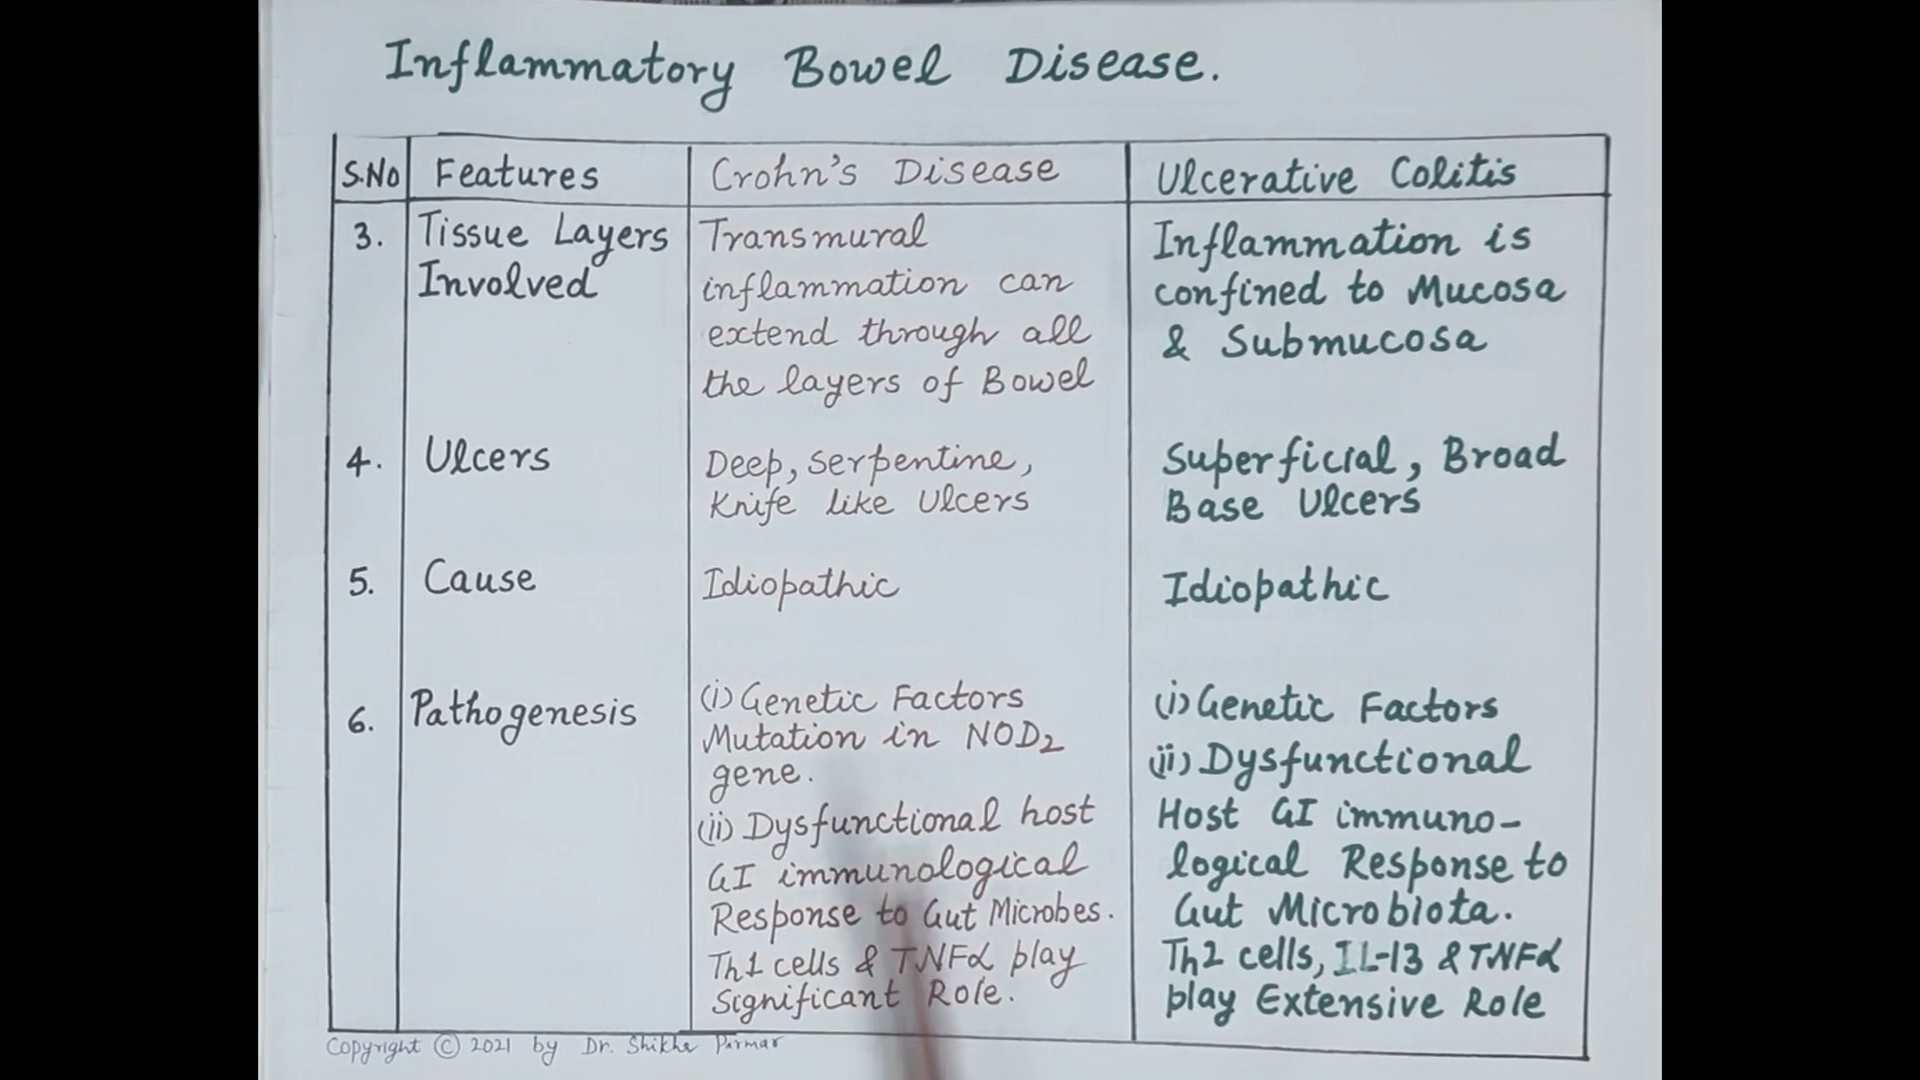 Inflammatory Bowel Disease.
S.No Features Crohn's Disease Ulcerative Colitis
3. Tissue Layers Involved
Transmural
inflammation can
extend through all
the layers of Bowel
Inflammation is
confined to Mucosa
& Submucosa
4. Ulcers
Deep, Serpentine,
Knife like Ulcers
Superficial, Broad
Base Ulcers
5. Cause
Idiopathic
Idiopathic
6. Pathogenesis
(i) Genetic Factors
Mutation in NOD2
gene.
(ii) Dysfunctional host
GI immunological
Response to Gut Microbes.
Th1 cells & TNFα play
Significant Role.
(i) Genetic Factors
(ii) Dysfunctional
Host GI immuno-
logical Response to
Gut Microbiota.
Th2 cells, IL-13 & TNFα
play Extensive Role
Copyright © 2021 by Dr. Shikha Parmar